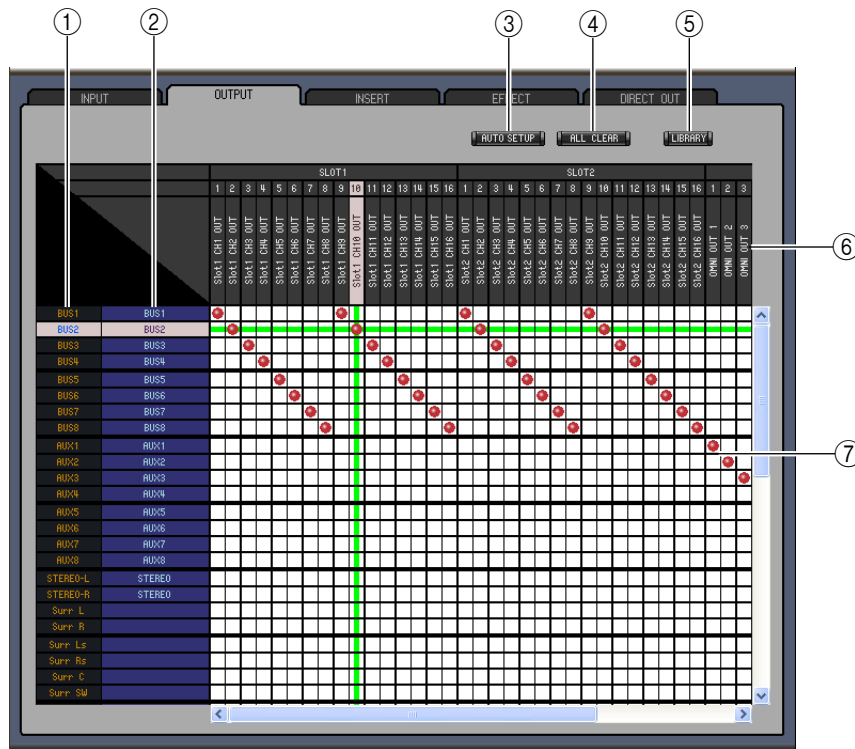 ① ② ③ ④ ⑤
INPUT OUTPUT INSERT EFFECT DIRECT OUT
AUTO SETUP ALL CLEAR LIBRARY
SLOT1 SLOT2
1 2 3 4 5 6 7 8 9 10 11 12 13 14 15 16 1 2 3 4 5 6 7 8 9 10 11 12 13 14 15 16 1 2 3
Slot1 CH1 OUT
Slot1 CH2 OUT
Slot1 CH3 OUT
Slot1 CH4 OUT
Slot1 CH5 OUT
Slot1 CH6 OUT
Slot1 CH7 OUT
Slot1 CH8 OUT
Slot1 CH9 OUT
Slot1 CH10 OUT
Slot1 CH11 OUT
Slot1 CH12 OUT
Slot1 CH13 OUT
Slot1 CH14 OUT
Slot1 CH15 OUT
Slot1 CH16 OUT
Slot2 CH1 OUT
Slot2 CH2 OUT
Slot2 CH3 OUT
Slot2 CH4 OUT
Slot2 CH5 OUT
Slot2 CH6 OUT
Slot2 CH7 OUT
Slot2 CH8 OUT
Slot2 CH9 OUT
Slot2 CH10 OUT
Slot2 CH11 OUT
Slot2 CH12 OUT
Slot2 CH13 OUT
Slot2 CH14 OUT
Slot2 CH15 OUT
Slot2 CH16 OUT
OMNI OUT 1
OMNI OUT 2
OMNI OUT 3
⑥
BUS1 BUS1
BUS2 BUS2
BUS3 BUS3
BUS4 BUS4
BUS5 BUS5
BUS6 BUS6
BUS7 BUS7
BUS8 BUS8
AUX1 AUX1
⑦
AUX2 AUX2
AUX3 AUX3
AUX4 AUX4
AUX5 AUX5
AUX6 AUX6
AUX7 AUX7
AUX8 AUX8
STEREO-L STEREO
STEREO-R STEREO
Surr L
Surr R
Surr Ls
Surr Rs
Surr C
Surr SW